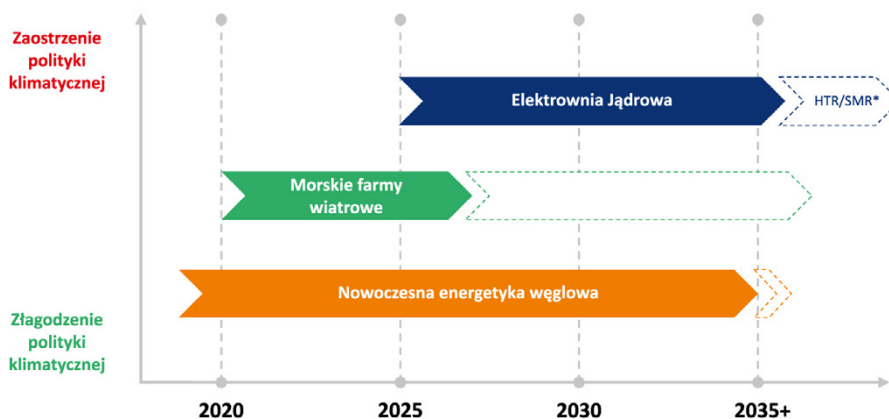 Zaostrzenie
polityki
klimatycznej
Elektrownia Jądrowa
HTR/SMR*
Morskie farmy
wiatrowe
Nowoczesna energetyka węglowa
Złagodzenie
polityki
klimatycznej
2020
2025
2030
2035+